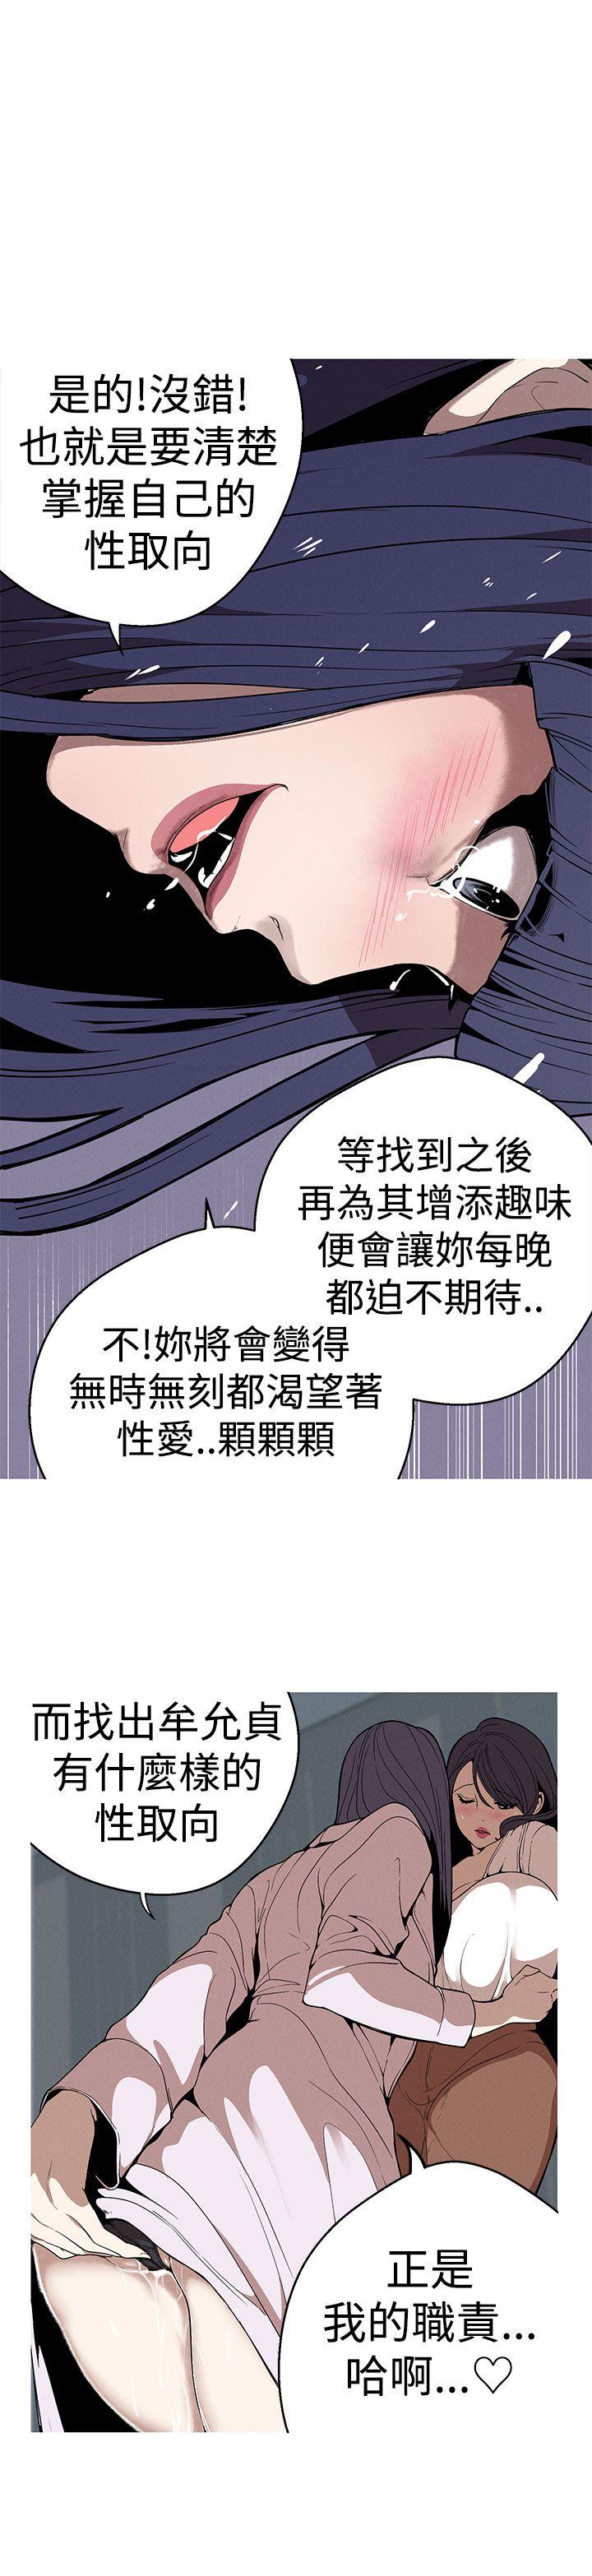 是的!沒錯!
也就是要清楚
掌握自己的
性取向
等找到之後
再為其增添趣味
便會讓妳每晚
都迫不期待..
不!妳將會變得
無時無刻都渴望著
性愛..顆顆顆
而找出牟允貞
有什麼樣的
性取向
正是
我的職責...
哈啊...♡